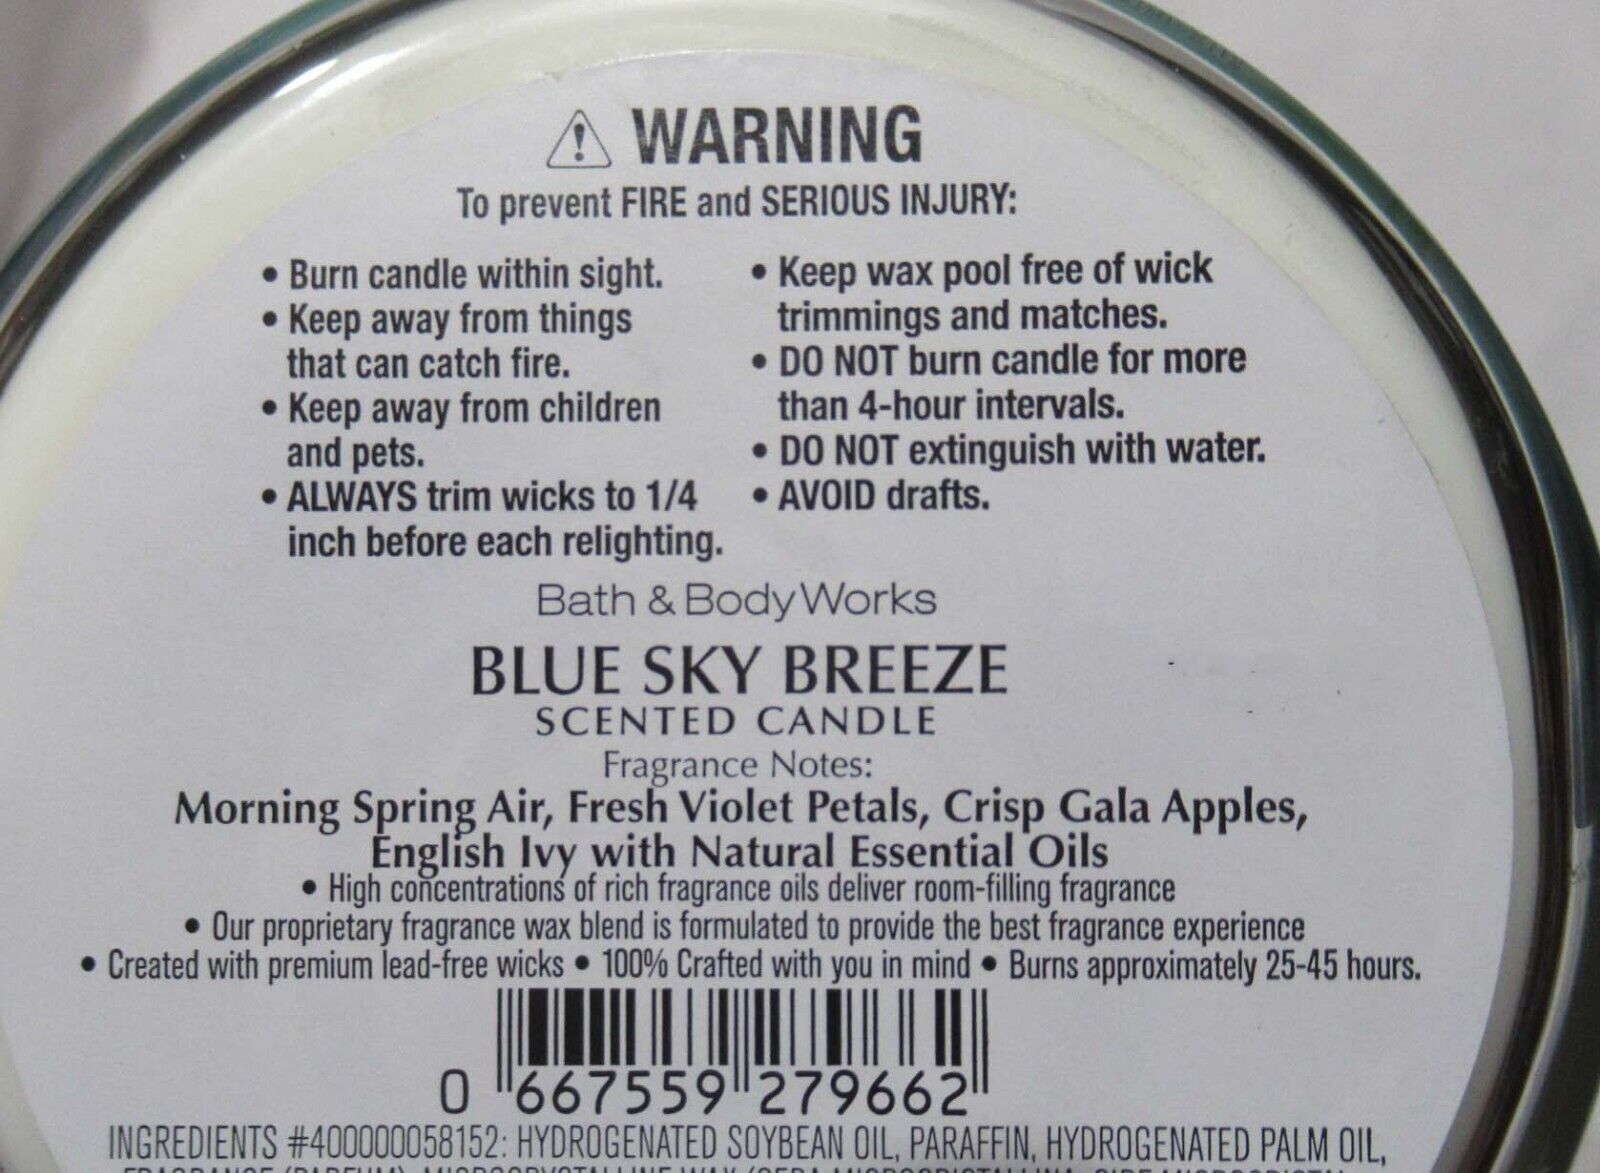 WARNING
To prevent FIRE and SERIOUS INJURY:
• Burn candle within sight.
• Keep away from things
that can catch fire.
• Keep away from children
and pets.
• ALWAYS trim wicks to 1/4
inch before each relighting.
• Keep wax pool free of wick
trimmings and matches.
• DO NOT burn candle for more
than 4-hour intervals.
• DO NOT extinguish with water.
• AVOID drafts.
Bath & Body Works
BLUE SKY BREEZE
SCENTED CANDLE
Fragrance Notes:
Morning Spring Air, Fresh Violet Petals, Crisp Gala Apples,
English Ivy with Natural Essential Oils
• High concentrations of rich fragrance oils deliver room-filling fragrance
• Our proprietary fragrance wax blend is formulated to provide the best fragrance experience
• Created with premium lead-free wicks • 100% Crafted with you in mind • Burns approximately 25-45 hours.
0 667559 279662
INGREDIENTS #400000058152: HYDROGENATED SOYBEAN OIL, PARAFFIN, HYDROGENATED PALM OIL,